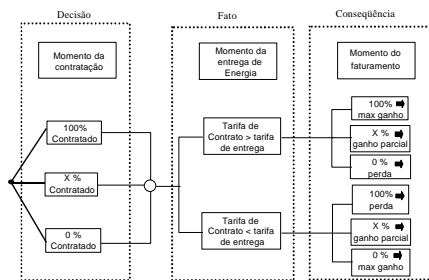 Decisão
Fato
Conseqüência
Momento da
contratação
Momento da
entrega de
Energia
Momento do
faturamento
100%
Contratado
X %
Contratado
0 %
Contratado
Tarifa de
Contrato > tarifa
de entrega
Tarifa de
Contrato < tarifa
de entrega
100% ➡
max ganho
X % ➡
ganho parcial
0 % ➡
perda
100% ➡
perda
X % ➡
ganho parcial
0 % ➡
max ganho